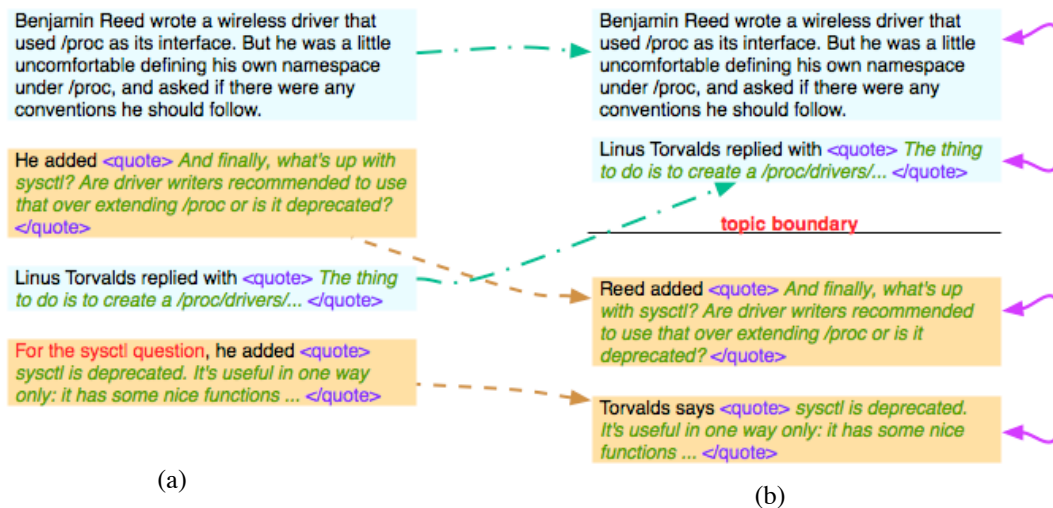 Benjamin Reed wrote a wireless driver that
used /proc as its interface. But he was a little
uncomfortable defining his own namespace
under /proc, and asked if there were any
conventions he should follow.
He added <quote> And finally, what's up with
sysctl? Are driver writers recommended to use
that over extending /proc or is it deprecated?
</quote>
Linus Torvalds replied with <quote> The thing
to do is to create a /proc/drivers/... </quote>
For the sysctl question, he added <quote>
sysctl is deprecated. It's useful in one way
only: it has some nice functions ... </quote>
(a)
Benjamin Reed wrote a wireless driver that
used /proc as its interface. But he was a little
uncomfortable defining his own namespace
under /proc, and asked if there were any
conventions he should follow.
Linus Torvalds replied with <quote> The thing
to do is to create a /proc/drivers/... </quote>
topic boundary
Reed added <quote> And finally, what's up
with sysctl? Are driver writers recommended
to use that over extending /proc or is it
deprecated? </quote>
Torvalds says <quote> sysctl is deprecated.
It's useful in one way only: it has some nice
functions ... </quote>
(b)